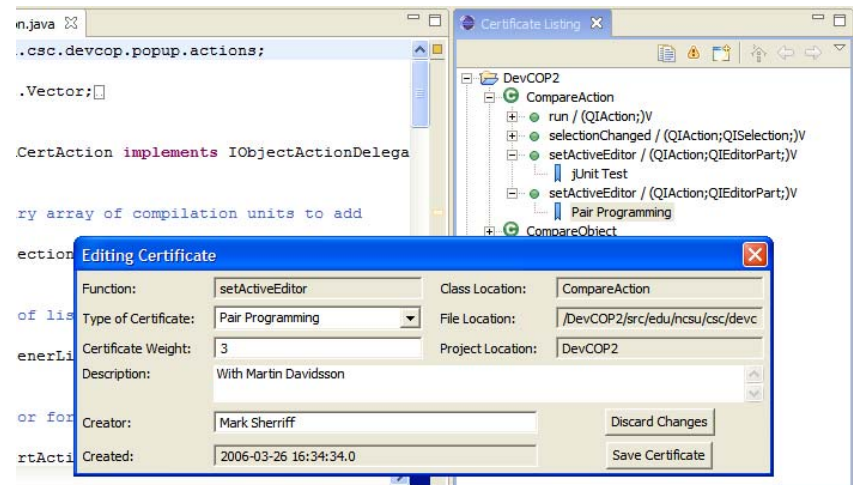 on.java
.csc.devcop.popup.actions;
.Vector;
CertAction implements IObjectActionDelega
ry array of compilation units to add
ection
of lis
enerLi
or for
rtActi
Certificate Listing
DevCOP2
CompareAction
run / (QIAction;)V
selectionChanged / (QIAction;QISelection;)V
setActiveEditor / (QIAction;QIEditorPart;)V
jUnit Test
setActiveEditor / (QIAction;QIEditorPart;)V
Pair Programming
CompareObject
Editing Certificate
Function: setActiveEditor Class Location: CompareAction
Type of Certificate: Pair Programming File Location: /DevCOP2/src/edu/ncsu/csc/devc
Certificate Weight: 3 Project Location: DevCOP2
Description: With Martin Davidsson
Creator: Mark Sherriff Discard Changes
Created: 2006-03-26 16:34:34.0 Save Certificate